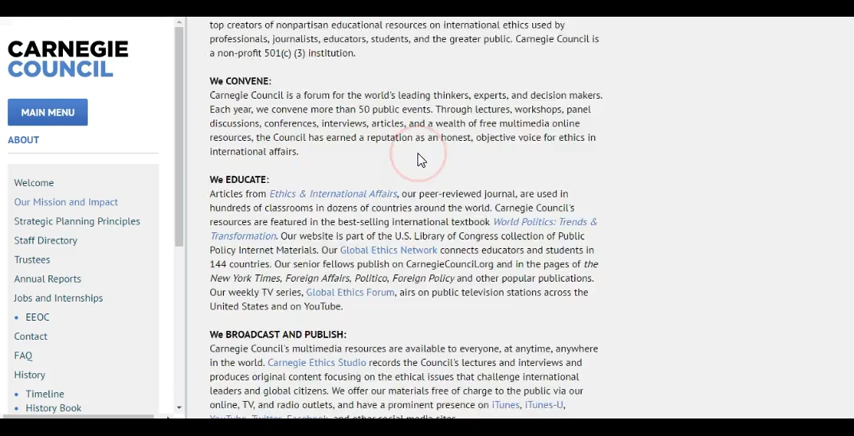 CARNEGIE
COUNCIL
MAIN MENU
ABOUT
Welcome
Our Mission and Impact
Strategic Planning Principles
Staff Directory
Trustees
Annual Reports
Jobs and Internships
• EEOC
Contact
FAQ
History
• Timeline
• History Book
top creators of nonpartisan educational resources on international ethics used by
professionals, journalists, educators, students, and the greater public. Carnegie Council is
a non-profit 501(c) (3) institution.
We CONVENE:
Carnegie Council is a forum for the world's leading thinkers, experts, and decision makers.
Each year, we convene more than 50 public events. Through lectures, workshops, panel
discussions, conferences, interviews, articles, and a wealth of free multimedia online
resources, the Council has earned a reputation as an honest, objective voice for ethics in
international affairs.
We EDUCATE:
Articles from Ethics & International Affairs, our peer-reviewed journal, are used in
hundreds of classrooms in dozens of countries around the world. Carnegie Council's
resources are featured in the best-selling international textbook World Politics: Trends &
Transformation. Our website is part of the U.S. Library of Congress collection of Public
Policy Internet Materials. Our Global Ethics Network connects educators and students in
144 countries. Our senior fellows publish on CarnegieCouncil.org and in the pages of the
New York Times, Foreign Affairs, Politico, Foreign Policy and other popular publications.
Our weekly TV series, Global Ethics Forum, airs on public television stations across the
United States and on YouTube.
We BROADCAST AND PUBLISH:
Carnegie Council's multimedia resources are available to everyone, at anytime, anywhere
in the world. Carnegie Ethics Studio records the Council's lectures and interviews and
produces original content focusing on the ethical issues that challenge international
leaders and global citizens. We offer our materials free of charge to the public via our
online, TV, and radio outlets, and have a prominent presence on iTunes, iTunes-U,
YouTube, Twitter, Facebook, and other social media sites.